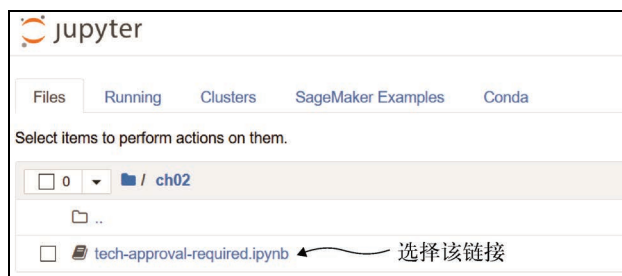 jupyter
Files Running Clusters SageMaker Examples Conda
Select items to perform actions on them.
0 / ch02
..
tech-approval-required.ipynb 选择该链接